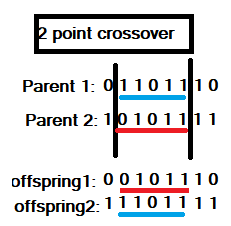 2 point crossover
Parent 1: 0 1 1 0 1 1 1 0
Parent 2: 1 0 1 0 1 1 1 1
offspring1: 0 0 1 0 1 1 1 0
offspring2: 1 1 1 0 1 1 1 1